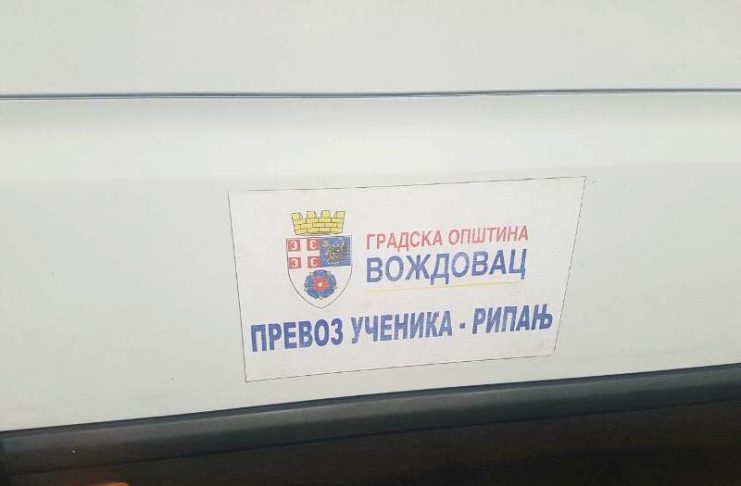 ГРАДСКА ОПШТИНА
ВОЖДОВАЦ
ПРЕВОЗ УЧЕНИКА - РИПАЊ